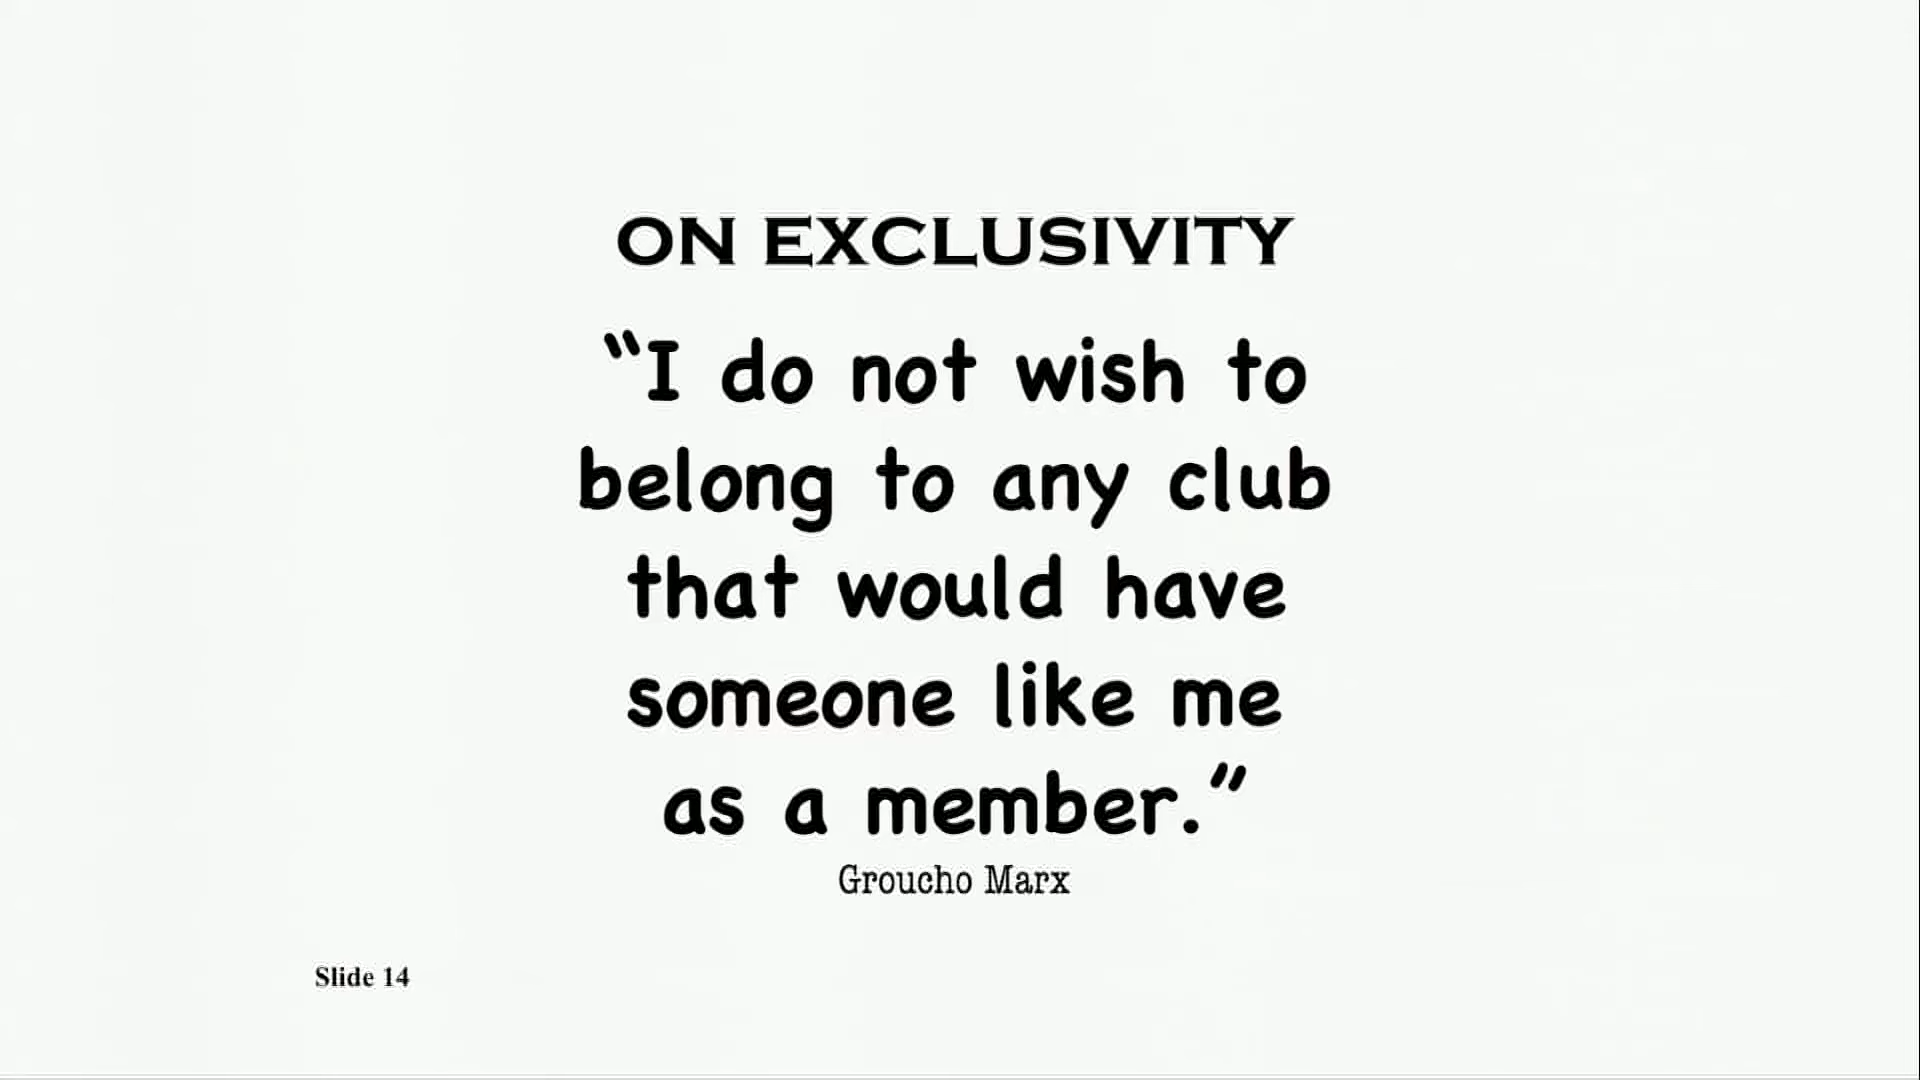 ON EXCLUSIVITY
“I do not wish to
belong to any club
that would have
someone like me
as a member.”
Groucho Marx
Slide 14